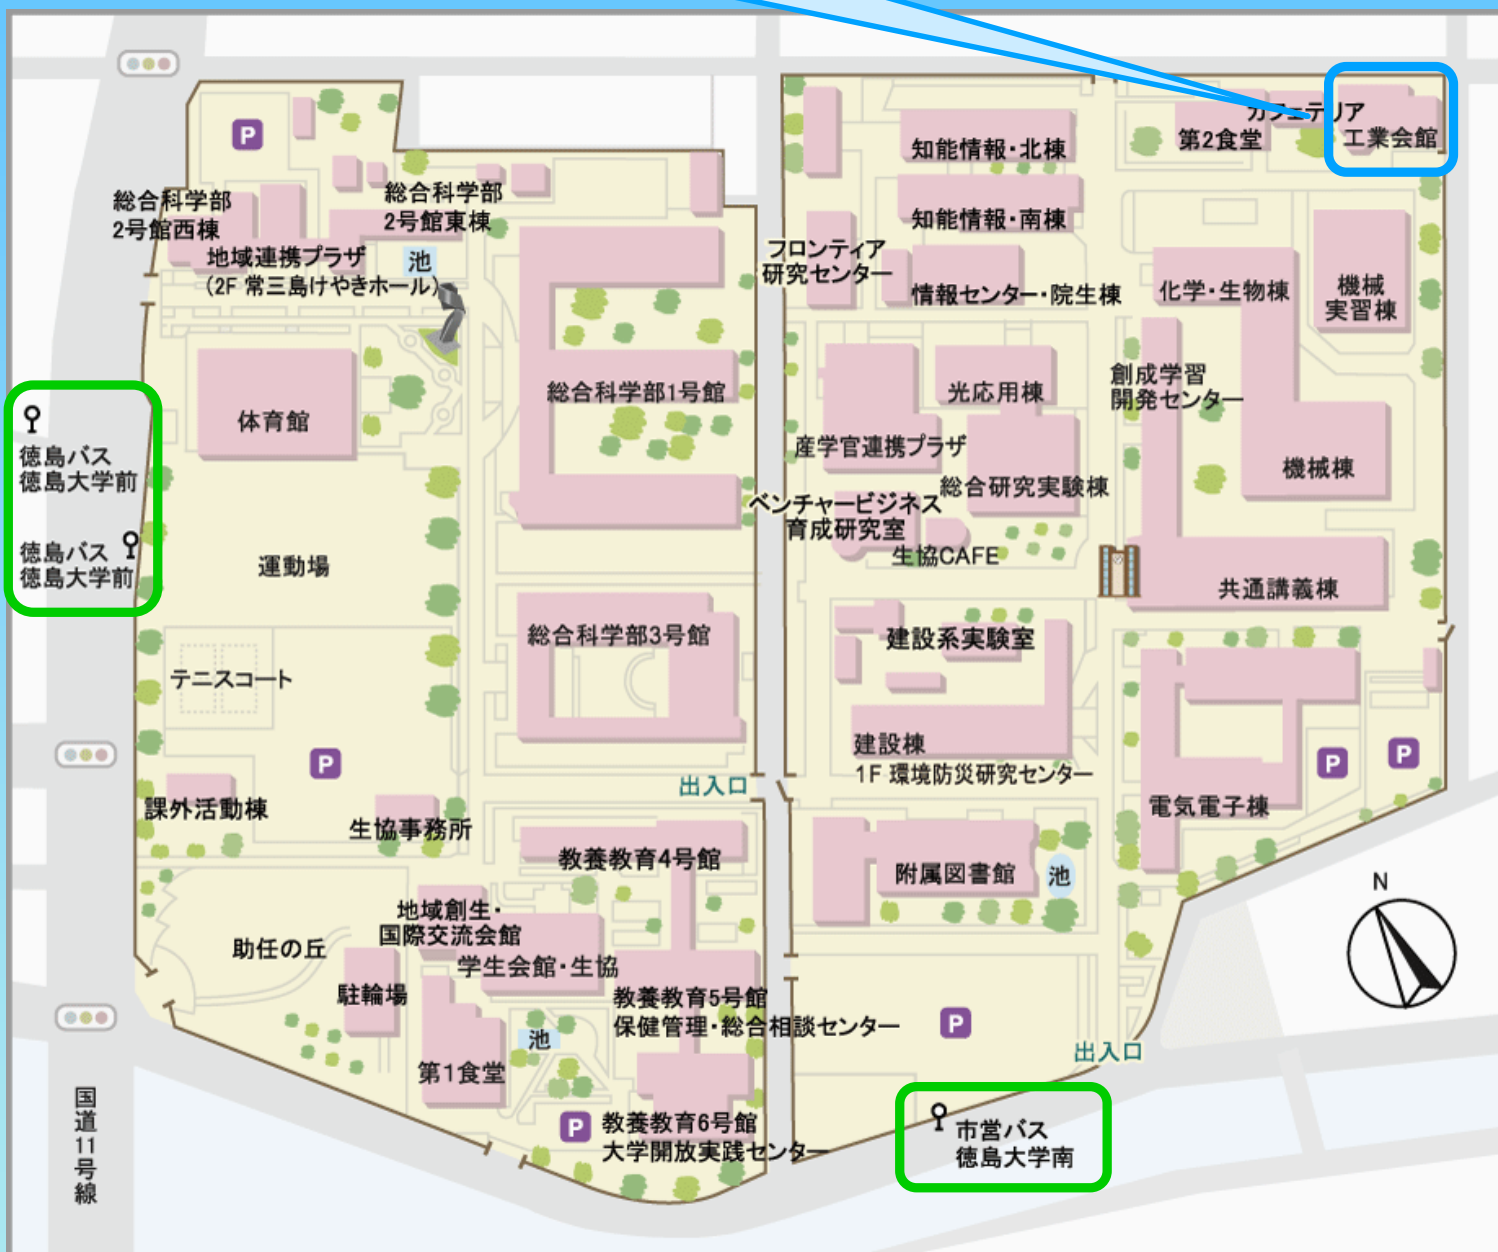 P
総合科学部
2号館西棟
総合科学部
2号館東棟
地域連携プラザ
(2F 常三島けやきホール)
池
体育館
総合科学部1号館
徳島バス
徳島大学前
徳島バス
徳島大学前
運動場
総合科学部3号館
テニスコート
P
課外活動棟
生協事務所
出入口
教養教育4号館
地域創生・
国際交流会館
学生会館・生協
助任の丘
駐輪場
教養教育5号館
保健管理・総合相談センター
池
第1食堂
P
教養教育6号館
大学開放実践センター
国道11号線
カフェテリア
第2食堂
工業会館
知能情報・北棟
知能情報・南棟
フロンティア
研究センター
情報センター・院生棟
化学・生物棟
機械
実習棟
光応用棟
創成学習
開発センター
産学官連携プラザ
総合研究実験棟
機械棟
ベンチャービジネス
育成研究室
生協CAFE
共通講義棟
建設系実験室
建設棟
1F 環境防災研究センター
P
P
電気電子棟
附属図書館
池
N
P
出入口
市営バス
徳島大学南